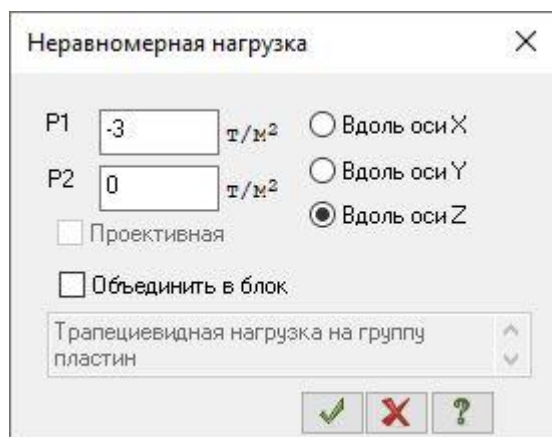 Неравномерная нагрузка
P1 -3 т/м² Вдоль оси X
P2 0 т/м² Вдоль оси Y
Проективная Вдоль оси Z
Объединить в блок
Трапециевидная нагрузка на группу
пластин
?